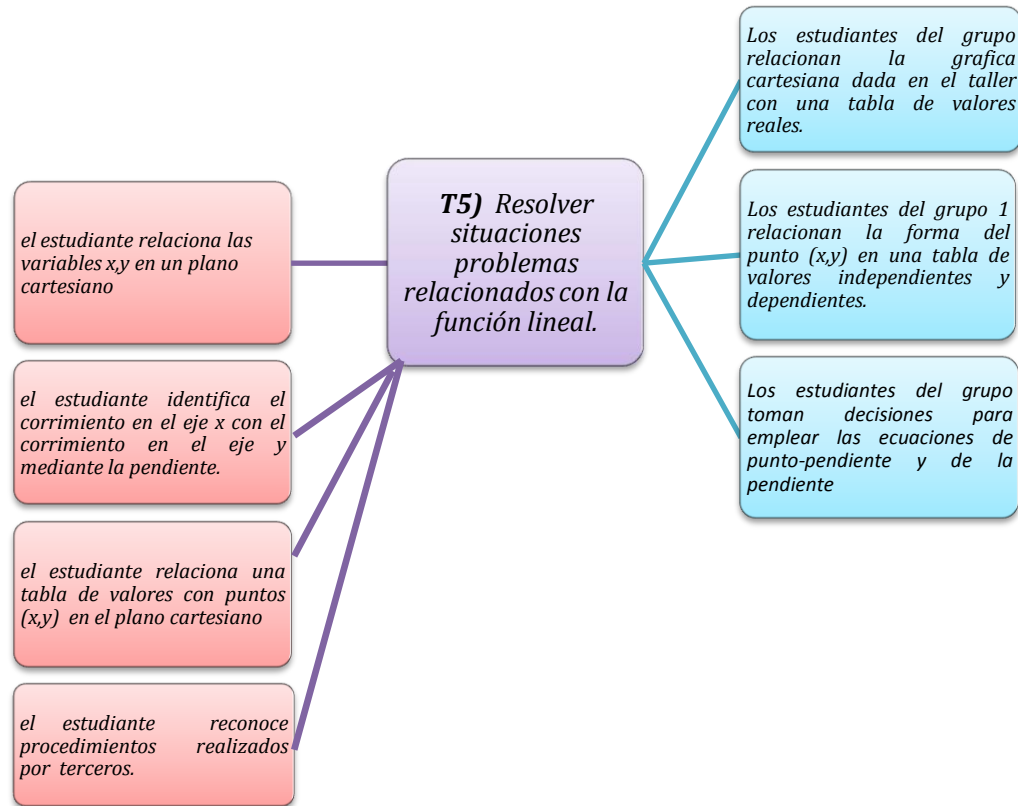 el estudiante relaciona las
variables x,y en un plano
cartesiano
el estudiante identifica el
corrimiento en el eje x con el
corrimiento en el eje y
mediante la pendiente.
el estudiante relaciona una
tabla de valores con puntos
(x,y) en el plano cartesiano
el estudiante reconoce
procedimientos realizados
por terceros.
T5) Resolver
situaciones
problemas
relacionados con la
función lineal.
Los estudiantes del grupo
relacionan la grafica
cartesiana dada en el taller
con una tabla de valores
reales.
Los estudiantes del grupo 1
relacionan la forma del
punto (x,y) en una tabla de
valores independientes y
dependientes.
Los estudiantes del grupo
toman decisiones para
emplear las ecuaciones de
punto-pendiente y de la
pendiente